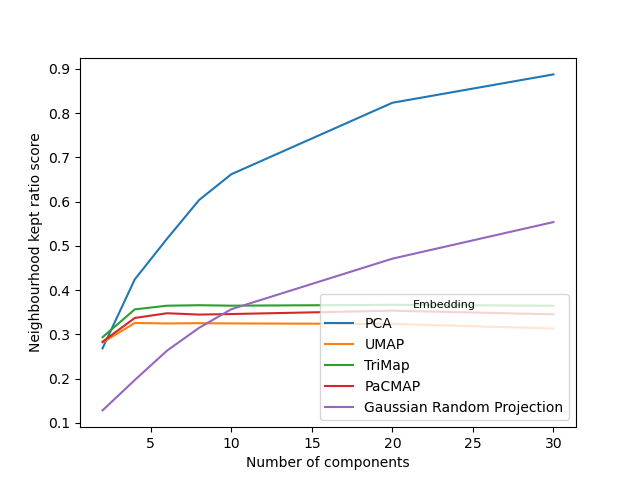 0.9
0.8
0.7
0.6
0.5
0.4
0.3
0.2
0.1
Neighbourhood kept ratio score
Embedding
PCA
UMAP
TriMap
PaCMAP
Gaussian Random Projection
5 10 15 20 25 30
Number of components